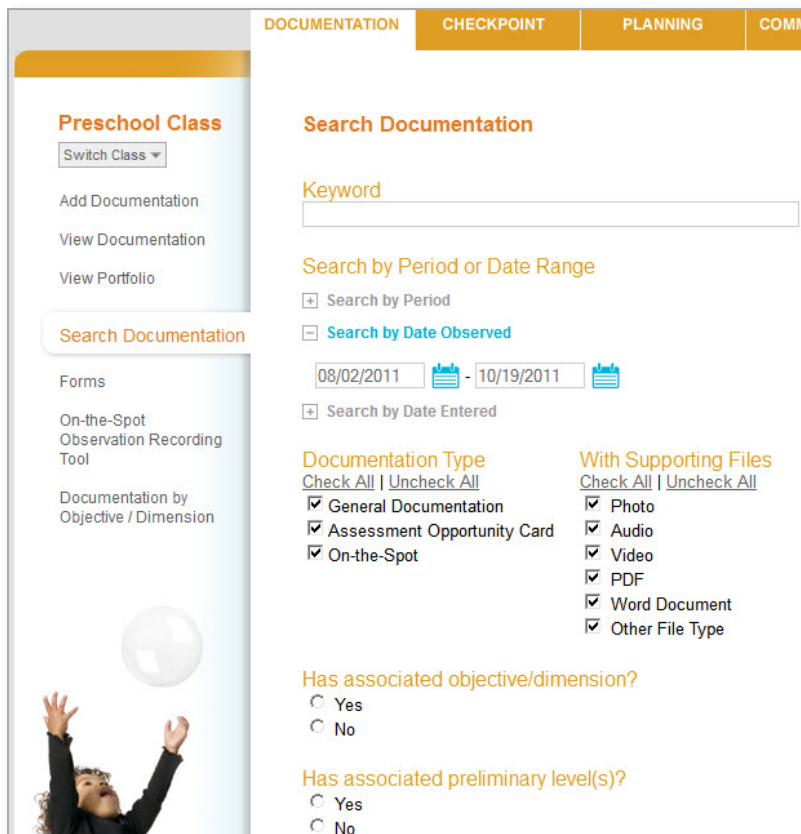 DOCUMENTATION CHECKPOINT PLANNING
Preschool Class
Switch Class
Add Documentation
View Documentation
View Portfolio
Search Documentation
Forms
On-the-Spot
Observation Recording
Tool
Documentation by
Objective / Dimension
Search Documentation
Keyword
Search by Period or Date Range
Search by Period
Search by Date Observed
08/02/2011 - 10/19/2011
Search by Date Entered
Documentation Type
Check All | Uncheck All
General Documentation
Assessment Opportunity Card
On-the-Spot
With Supporting Files
Check All | Uncheck All
Photo
Audio
Video
PDF
Word Document
Other File Type
Has associated objective/dimension?
Yes
No
Has associated preliminary level(s)?
Yes
No